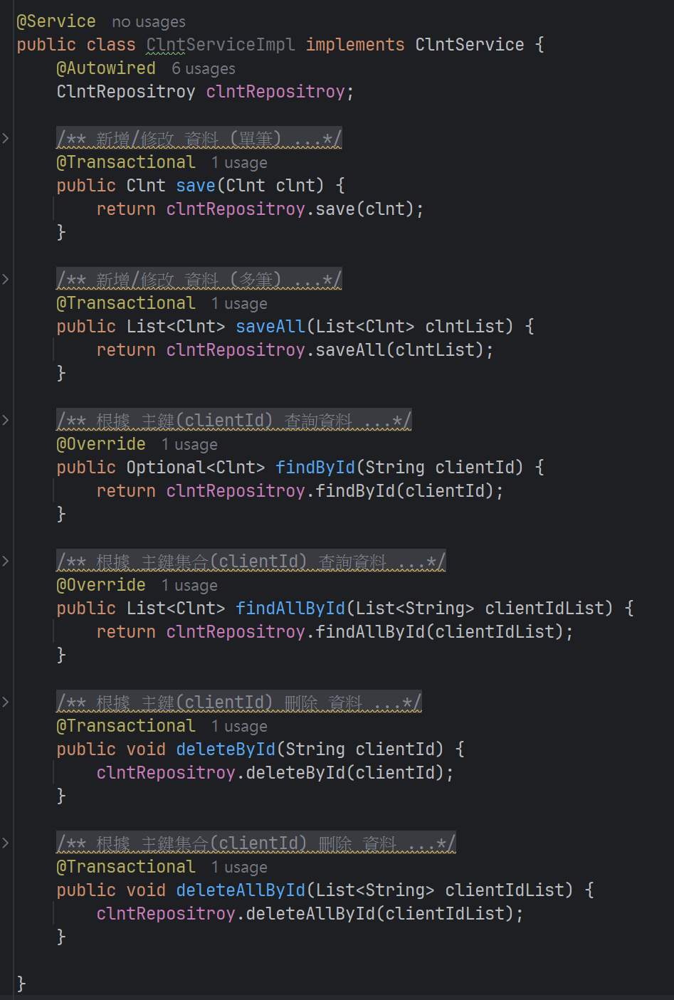 @Service no usages
public class ClntServiceImpl implements ClntService {
@Autowired 6 usages
ClntRepositroy clntRepositroy;
/** 新增/修改 資料 (單筆) ...*/
@Transactional 1 usage
public Clnt save(Clnt clnt) {
return clntRepositroy.save(clnt);
}
/** 新增/修改 資料 (多筆) ...*/
@Transactional 1 usage
public List<Clnt> saveAll(List<Clnt> clntList) {
return clntRepositroy.saveAll(clntList);
}
/** 根據 主鍵(clientId) 查詢資料 ...*/
@Override 1 usage
public Optional<Clnt> findById(String clientId) {
return clntRepositroy.findById(clientId);
}
/** 根據 主鍵集合(clientId) 查詢資料 ...*/
@Override 1 usage
public List<Clnt> findAllById(List<String> clientIdList) {
return clntRepositroy.findAllById(clientIdList);
}
/** 根據 主鍵(clientId) 刪除 資料 ...*/
@Transactional 1 usage
public void deleteById(String clientId) {
clntRepositroy.deleteById(clientId);
}
/** 根據 主鍵集合(clientId) 刪除 資料 ...*/
@Transactional 1 usage
public void deleteAllById(List<String> clientIdList) {
clntRepositroy.deleteAllById(clientIdList);
}
}